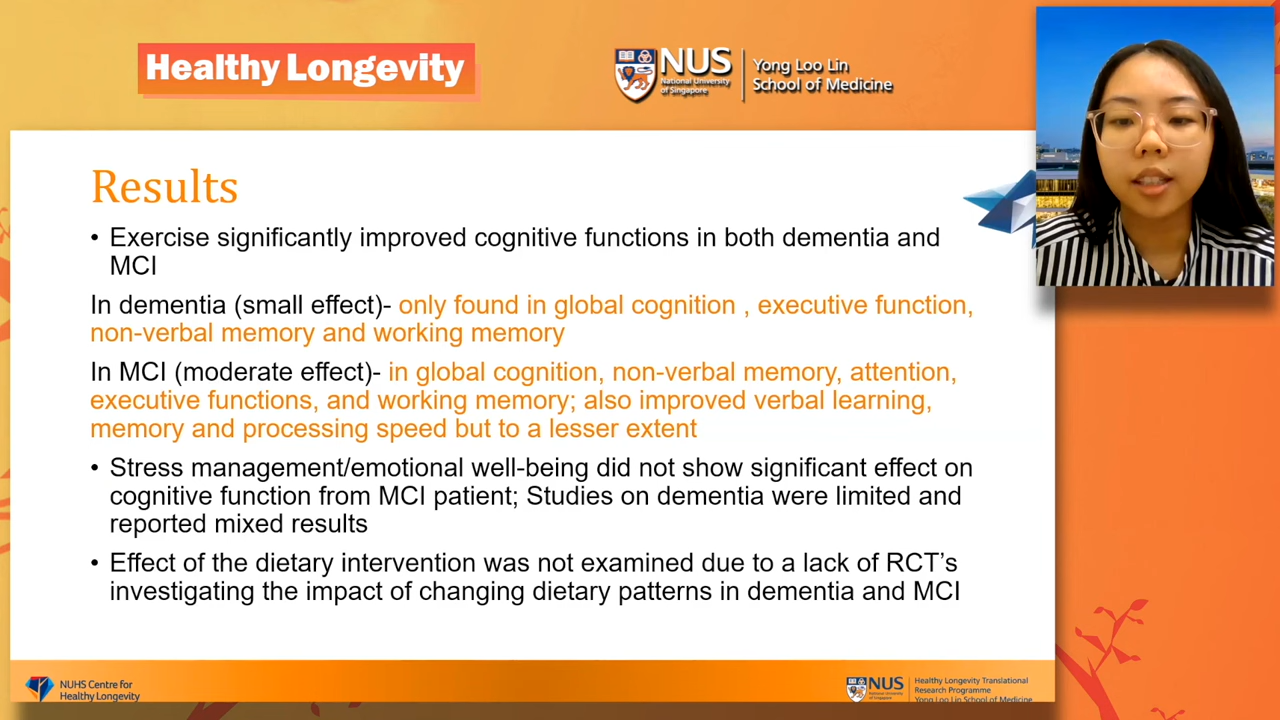 Healthy Longevity
NUS
National University
of Singapore
Yong Loo Lin
School of Medicine
Results
• Exercise significantly improved cognitive functions in both dementia and
MCI
In dementia (small effect)- only found in global cognition , executive function,
non-verbal memory and working memory
In MCI (moderate effect)- in global cognition, non-verbal memory, attention,
executive functions, and working memory; also improved verbal learning,
memory and processing speed but to a lesser extent
• Stress management/emotional well-being did not show significant effect on
cognitive function from MCI patient; Studies on dementia were limited and
reported mixed results
• Effect of the dietary intervention was not examined due to a lack of RCT’s
investigating the impact of changing dietary patterns in dementia and MCI
NUHS Centre for
Healthy Longevity
NUS
National University
of Singapore
Healthy Longevity Translational
Research Programme
Yong Loo Lin School of Medicine